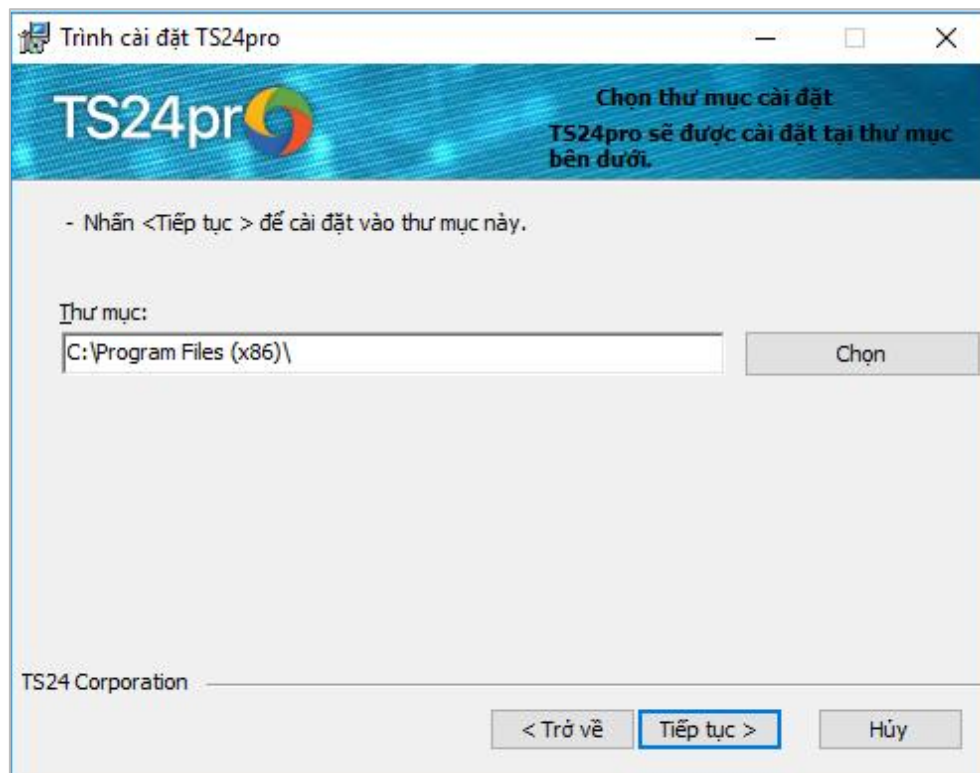 Trình cài đặt TS24pro
TS24pro
Chọn thư mục cài đặt
TS24pro sẽ được cài đặt tại thư mục
bên dưới.
- Nhấn <Tiếp tục > để cài đặt vào thư mục này.
Thư mục:
C:\Program Files (x86)\
Chọn
TS24 Corporation
< Trở về
Tiếp tục >
Hủy